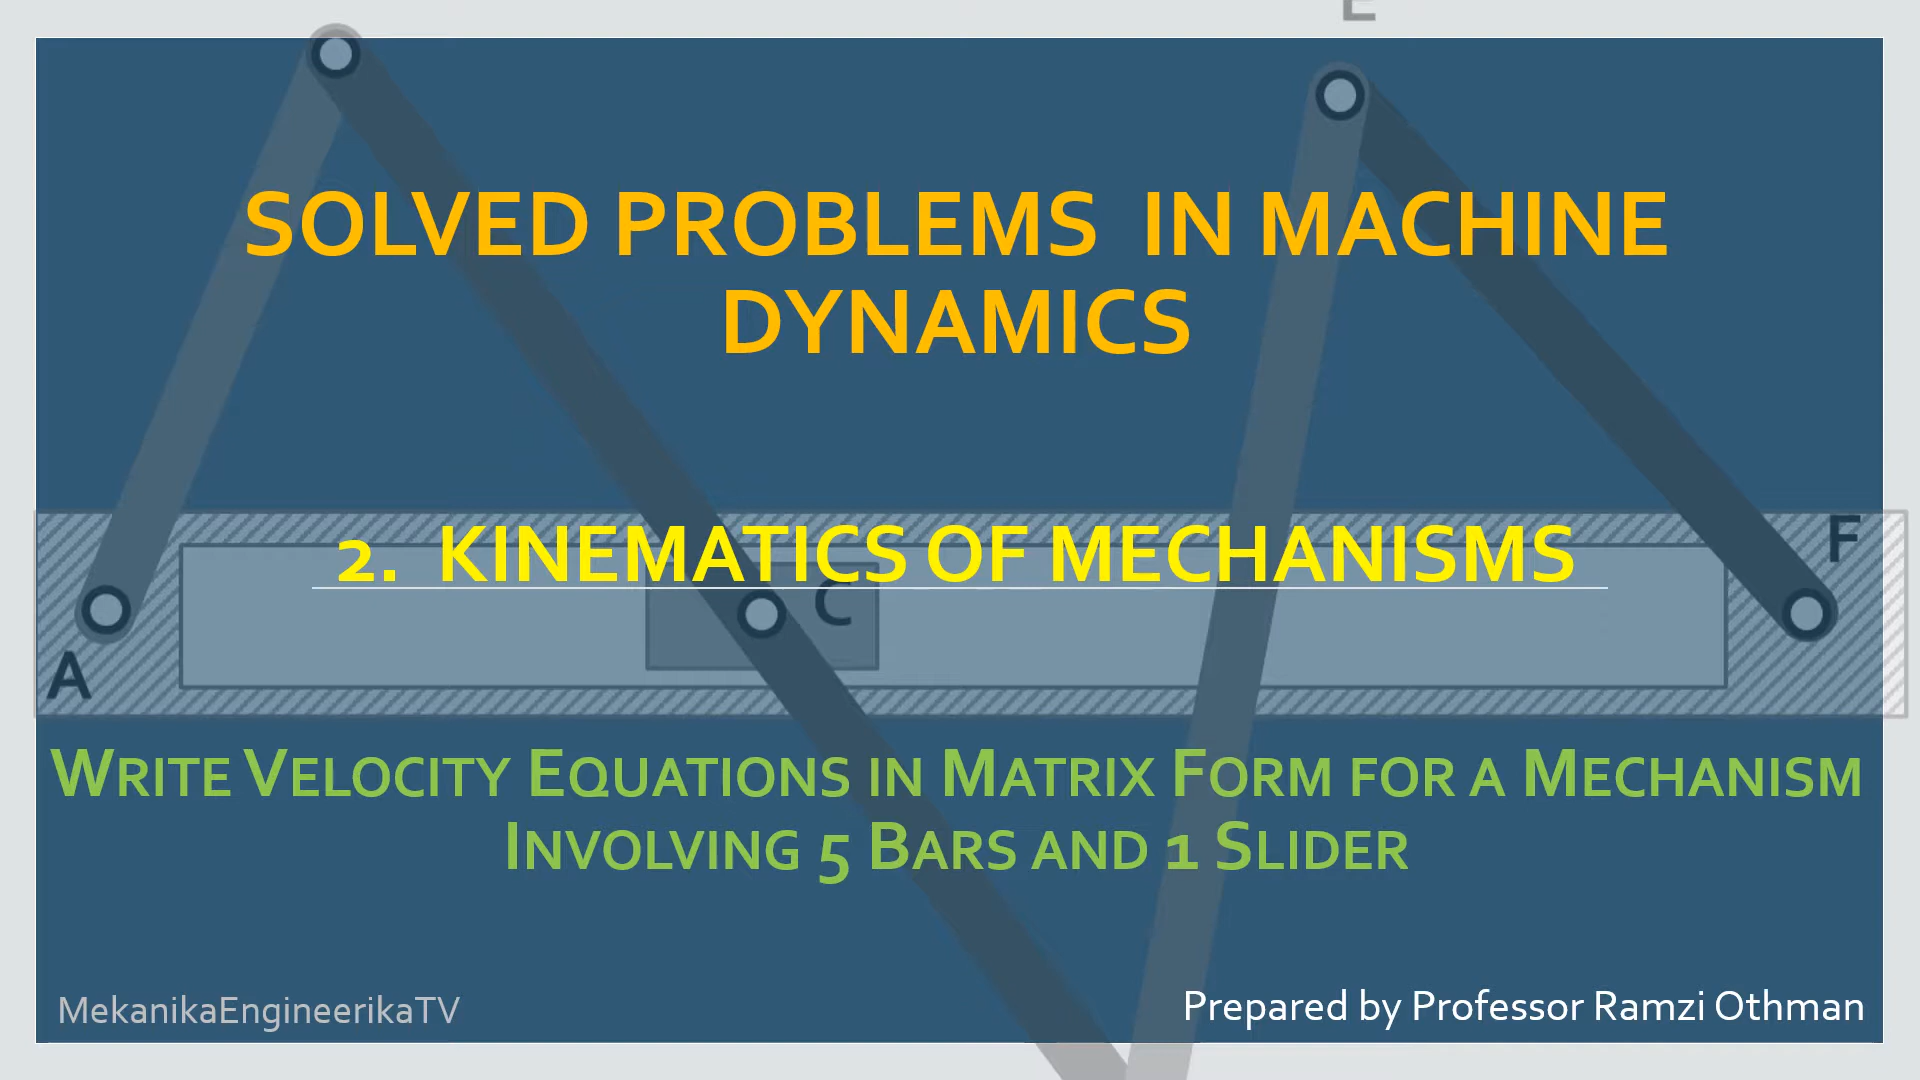 E
SOLVED PROBLEMS IN MACHINE
DYNAMICS
2. KINEMATICS OF MECHANISMS
F
C
A
WRITE VELOCITY EQUATIONS IN MATRIX FORM FOR A MECHANISM
INVOLVING 5 BARS AND 1 SLIDER
MekanikaEngineerikaTV
Prepared by Professor Ramzi Othman